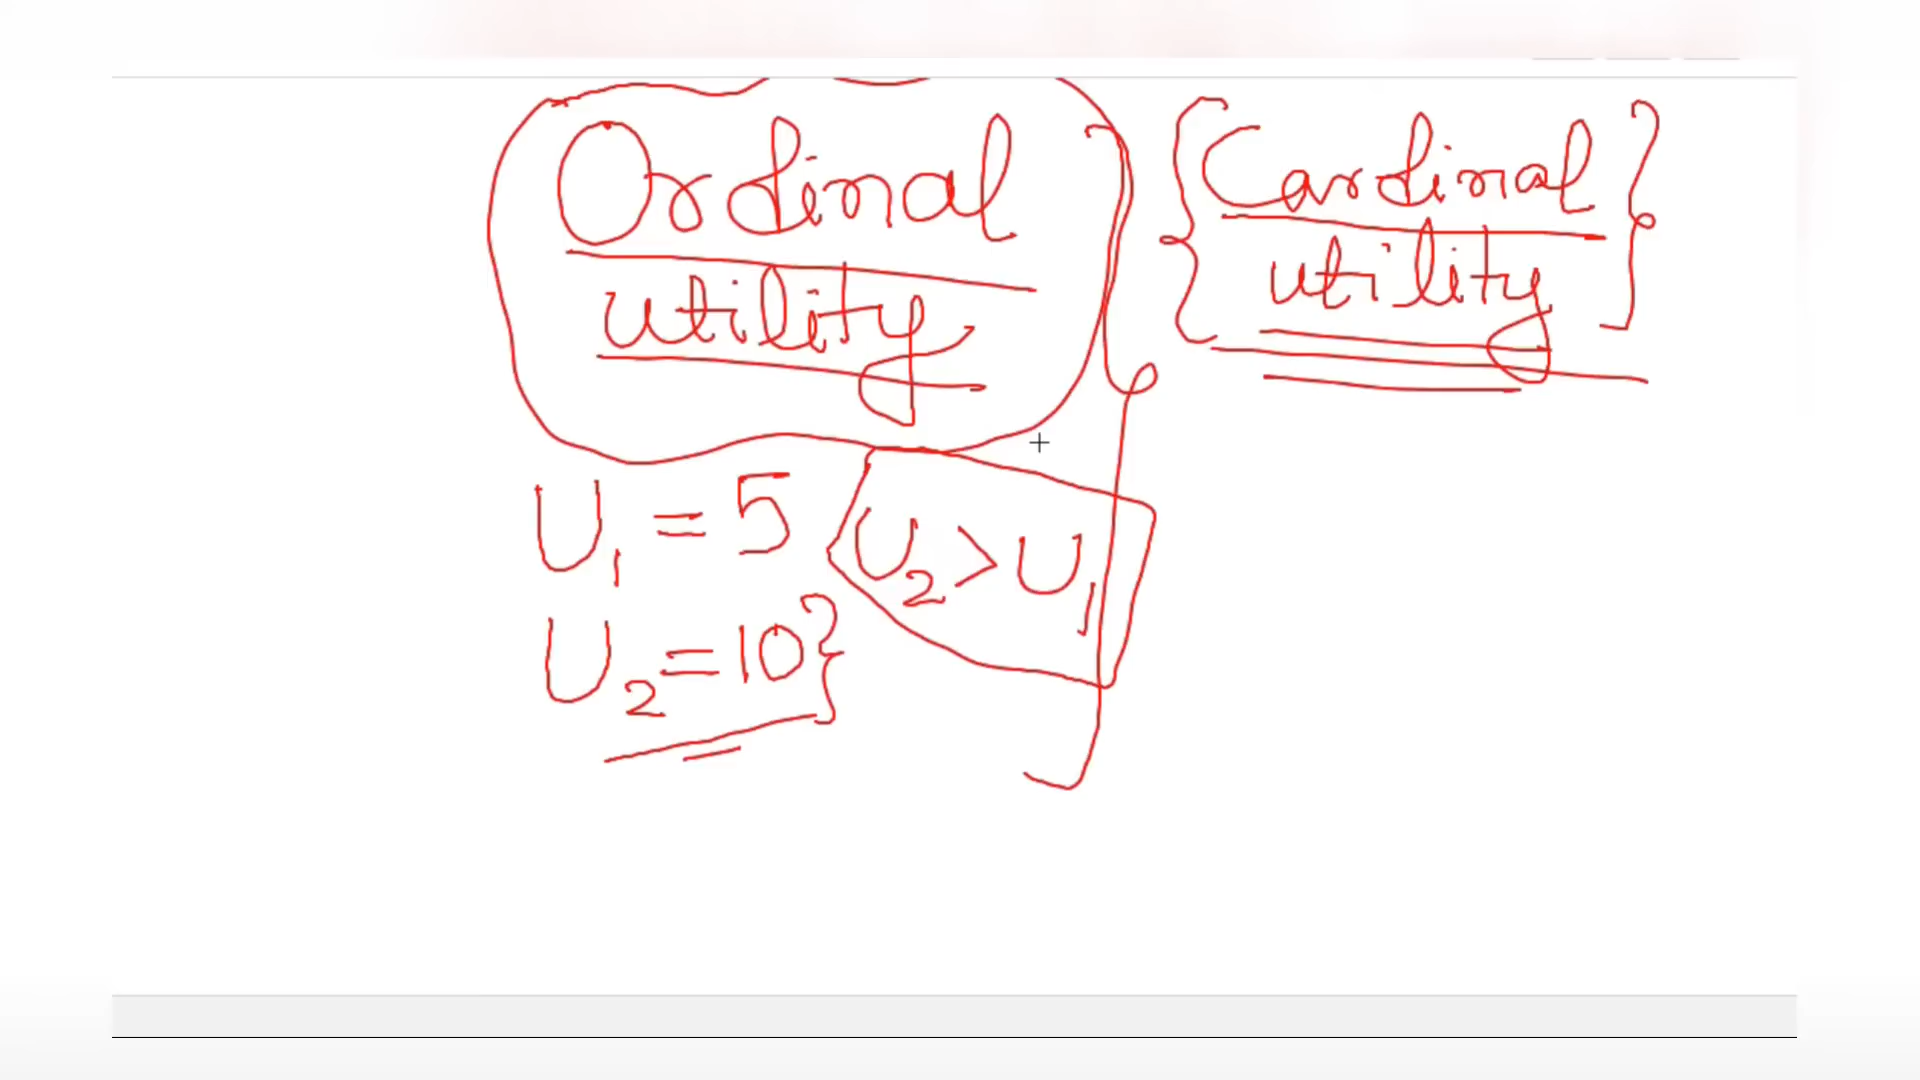 Ordinal
utility
Cardinal
utility
U₁ = 5
U₂ > U₁
U₂ = 10}